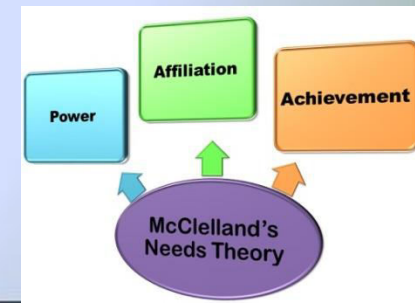 Power
Affiliation
Achievement
McClelland's
Needs Theory